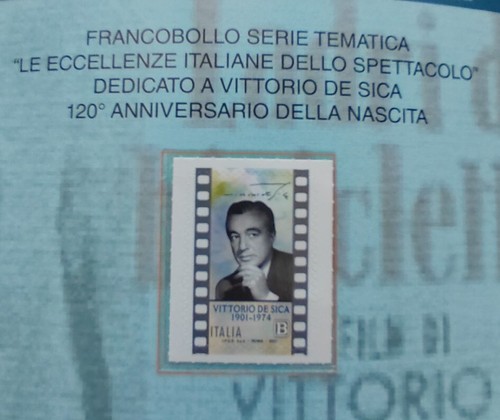 FRANCOBOLLO SERIE TEMATICA
"LE ECCELLENZE ITALIANE DELLO SPETTACOLO"
DEDICATO A VITTORIO DE SICA
120° ANNIVERSARIO DELLA NASCITA
VITTORIO DE SICA
1901-1974
ITALIA B
FILM DI
VITTORIO